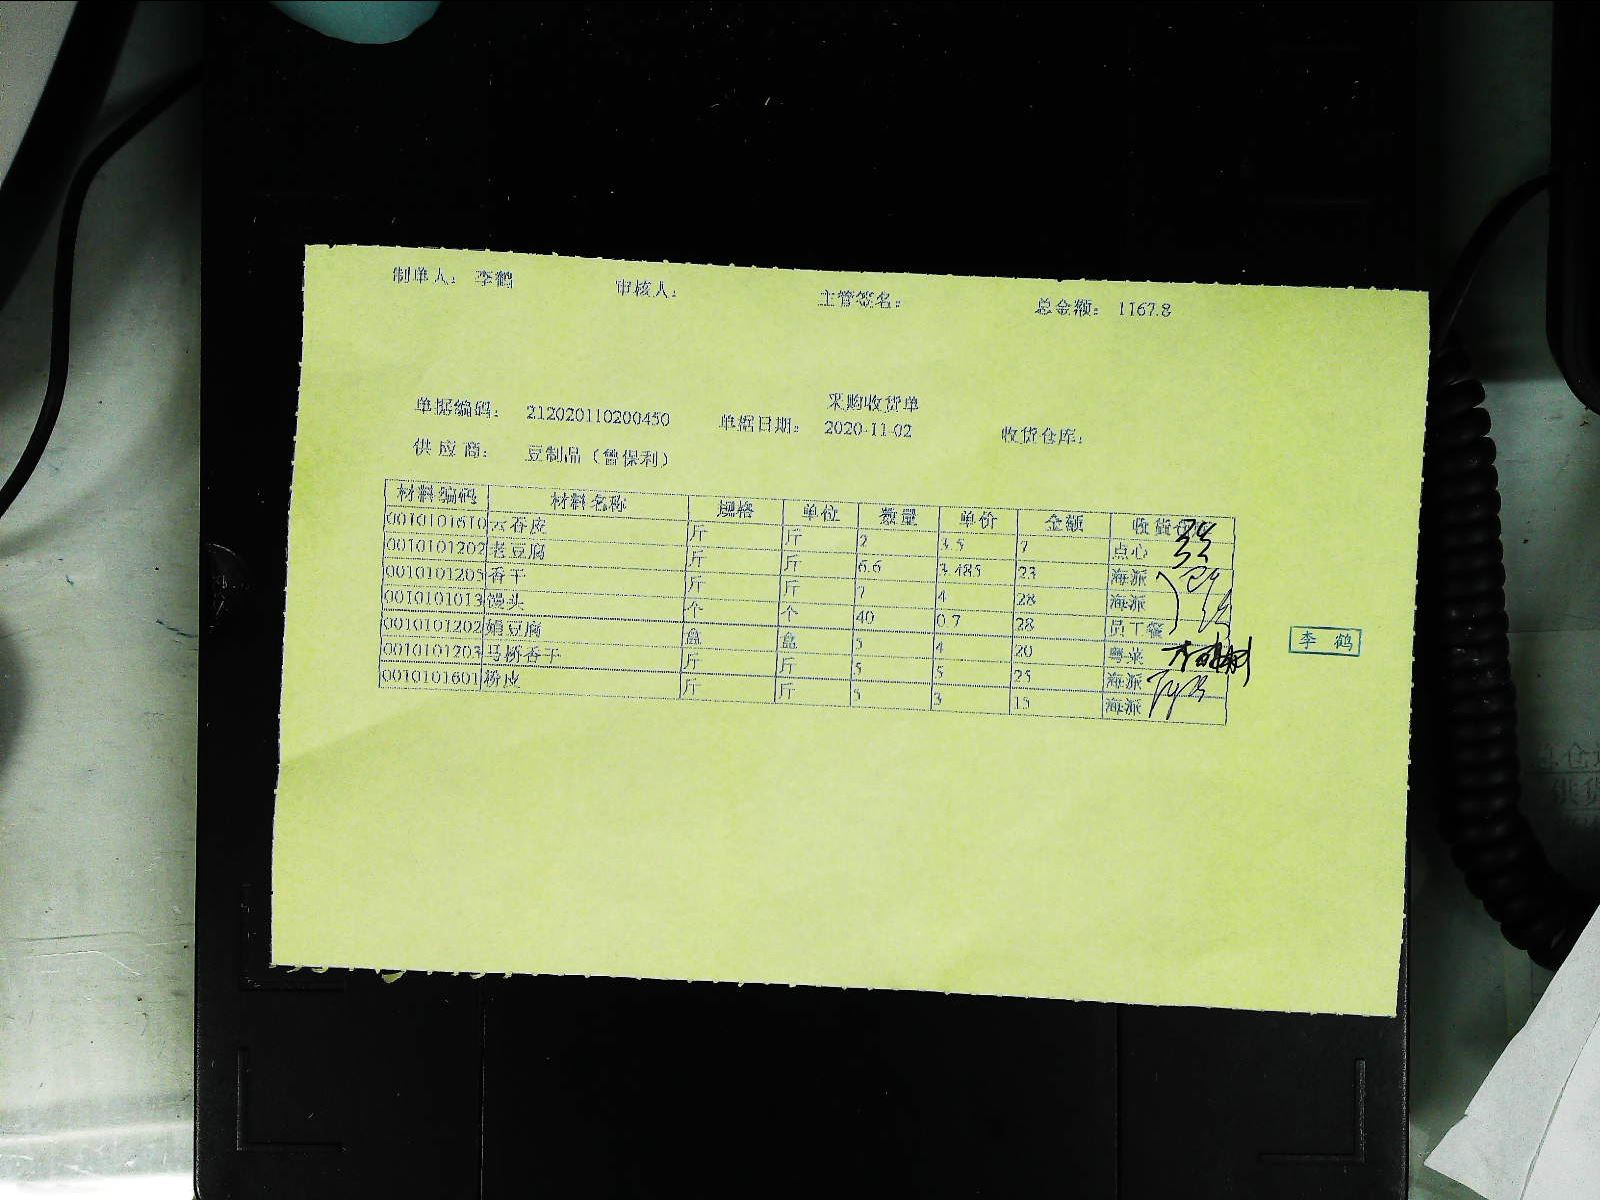 制单人： 李鹤 审核人： 主管签名： 总金额： 1167.8
采购收货单
单据编码： 212020110200450 单据日期： 2020-11-02 收货仓库：
供应商： 豆制品（曾保利）
材料编码 材料名称 规格 单位 数量 单价 金额 收货
0010101610 斤 斤 2 3.5 7 点心
0010101202 老豆腐 斤 斤 6.6 3.485 23 海派
0010101205 香干 斤 斤 7 4 28 海派
0010101013 馒头 个 个 40 0.7 28 员工餐
0010101202 绢豆腐 盒 盒 5 4 20 粤菜
0010101203 马桥香干 斤 斤 5 5 25 海派
0010101601 粉皮 斤 斤 5 3 15 海派
李 鹤